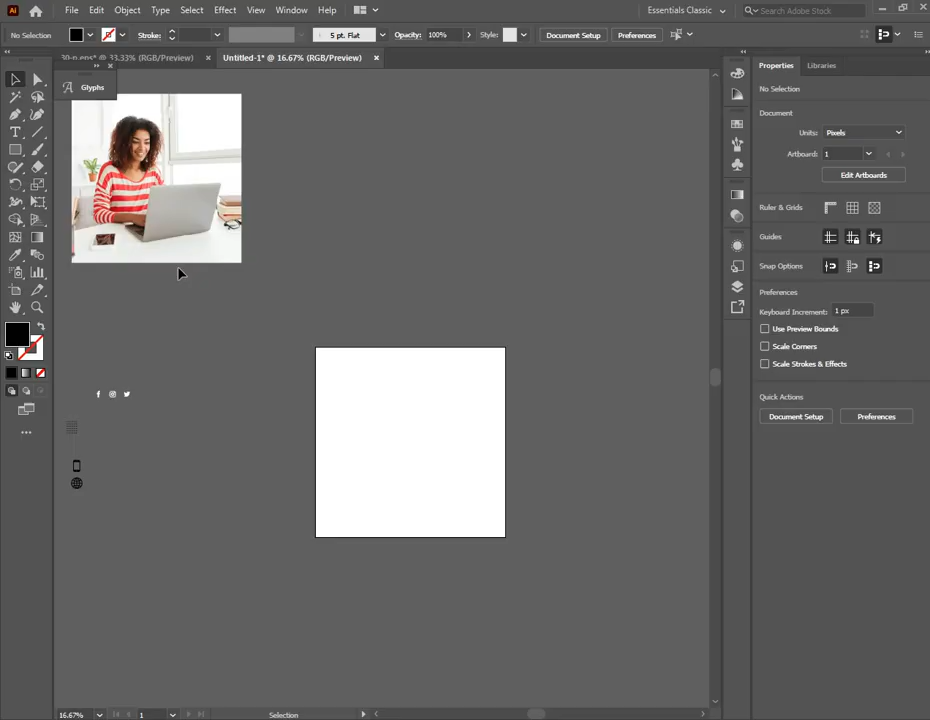 Ai File Edit Object Type Select Effect View Window Help Essentials Classic Search Adobe Stock
No Selection Stroke: 5 pt. Flat Opacity: 100% Style: Document Setup Preferences
30-p.eps* @ 33.33% (RGB/Preview) × Untitled-1* @ 16.67% (RGB/Preview) ×
Glyphs
Properties Libraries
No Selection
Document
Units: Pixels
Artboard: 1
Edit Artboards
Ruler & Grids
Guides
Snap Options
Preferences
Keyboard Increment: 1 px
Use Preview Bounds
Scale Corners
Scale Strokes & Effects
Quick Actions
Document Setup Preferences
16.67% 1 Selection